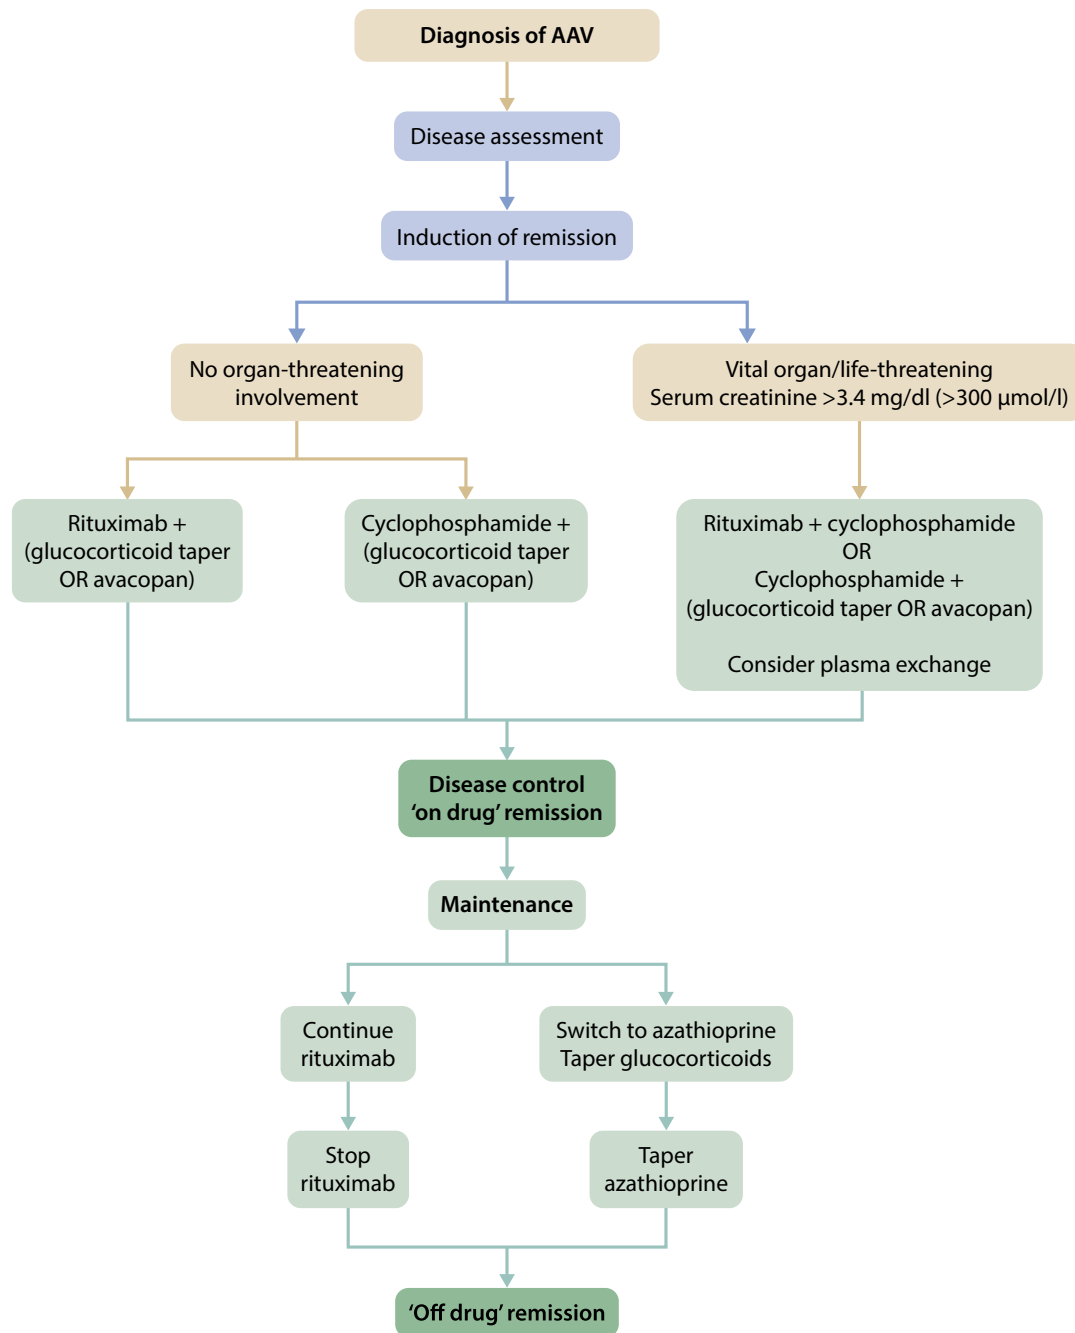 Diagnosis of AAV
Disease assessment
Induction of remission
No organ-threatening
involvement
Vital organ/life-threatening
Serum creatinine >3.4 mg/dl (>300 μmol/l)
Rituximab +
(glucocorticoid taper
OR avacopan)
Cyclophosphamide +
(glucocorticoid taper
OR avacopan)
Rituximab + cyclophosphamide
OR
Cyclophosphamide +
(glucocorticoid taper OR avacopan)
Consider plasma exchange
Disease control
‘on drug’ remission
Maintenance
Continue
rituximab
Switch to azathioprine
Taper glucocorticoids
Stop
rituximab
Taper
azathioprine
‘Off drug’ remission